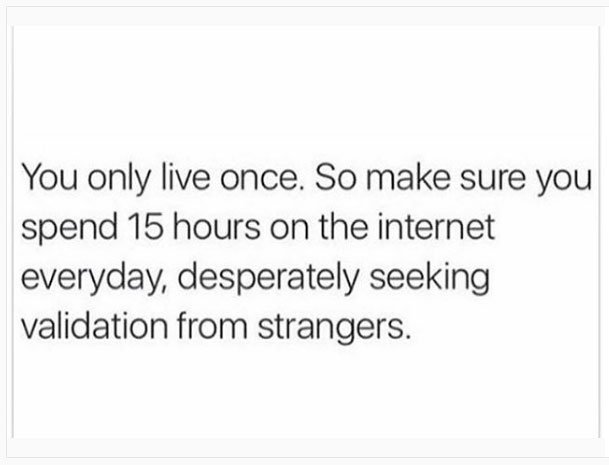 You only live once. So make sure you
spend 15 hours on the internet
everyday, desperately seeking
validation from strangers.